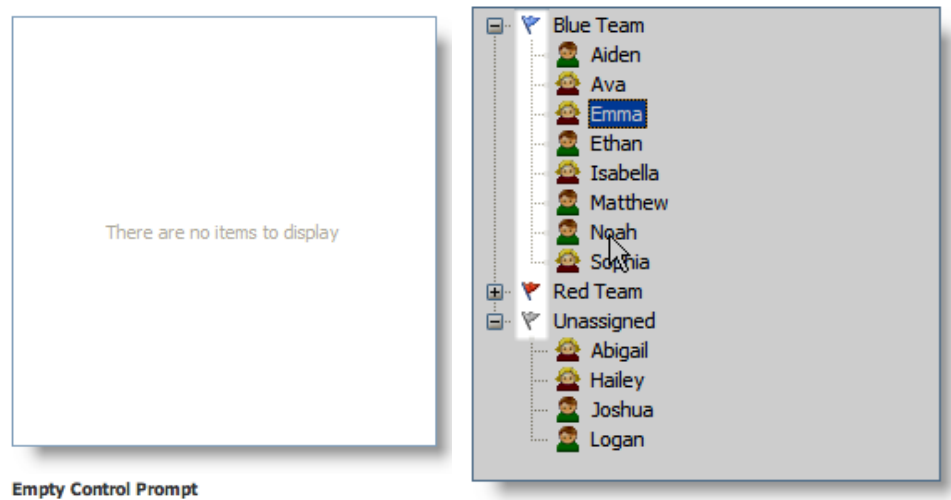 There are no items to display
Empty Control Prompt
Blue Team
Aiden
Ava
Emma
Ethan
Isabella
Matthew
Noah
Sophia
Red Team
Unassigned
Abigail
Hailey
Joshua
Logan